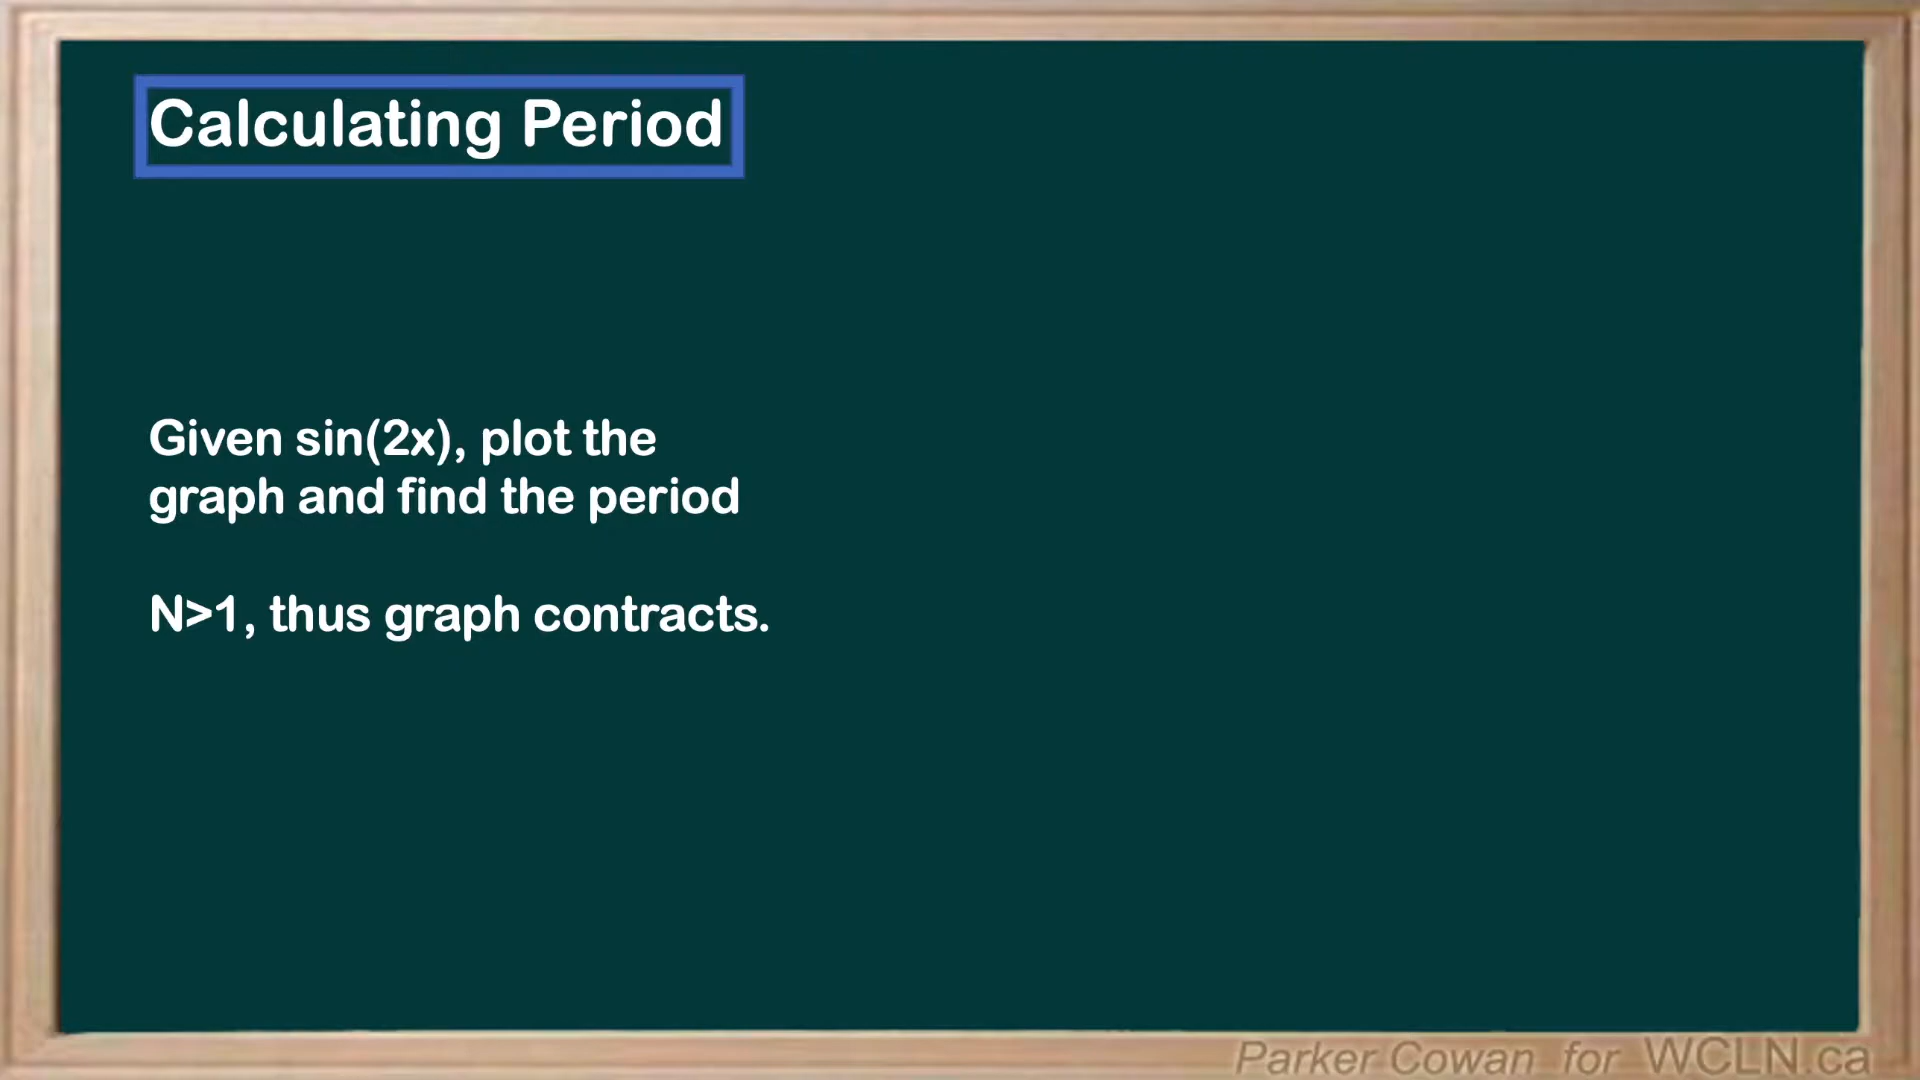 Calculating Period
Given sin(2x), plot the
graph and find the period
N>1, thus graph contracts.
Parker Cowan for WCLN.ca